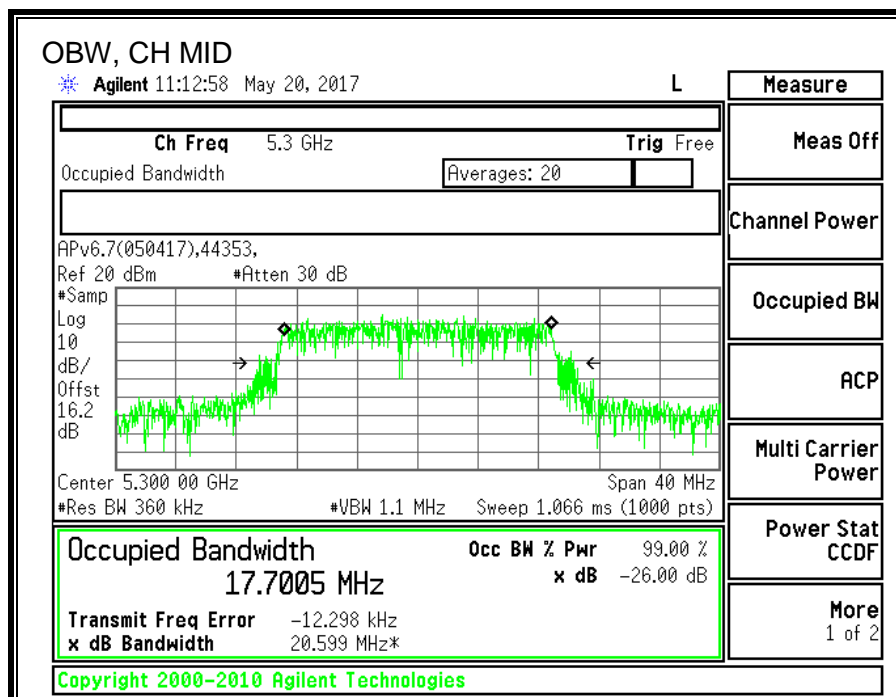 OBW, CH MID
Agilent 11:12:58 May 20, 2017 L
Measure
Ch Freq 5.3 GHz Trig Free
Meas Off
Occupied Bandwidth Averages: 20
Channel Power
APv6.7(050417),44353,
Ref 20 dBm #Atten 30 dB
#Samp
Log
10
dB/
Offst
16.2
dB
Occupied BW
ACP
Center 5.300 00 GHz Span 40 MHz
#Res BW 360 kHz #VBW 1.1 MHz Sweep 1.066 ms (1000 pts)
Multi Carrier
Power
Occupied Bandwidth Occ BW % Pwr 99.00 %
17.7005 MHz x dB -26.00 dB
Power Stat
CCDF
Transmit Freq Error -12.298 kHz
x dB Bandwidth 20.599 MHz*
More
1 of 2
Copyright 2000-2010 Agilent Technologies